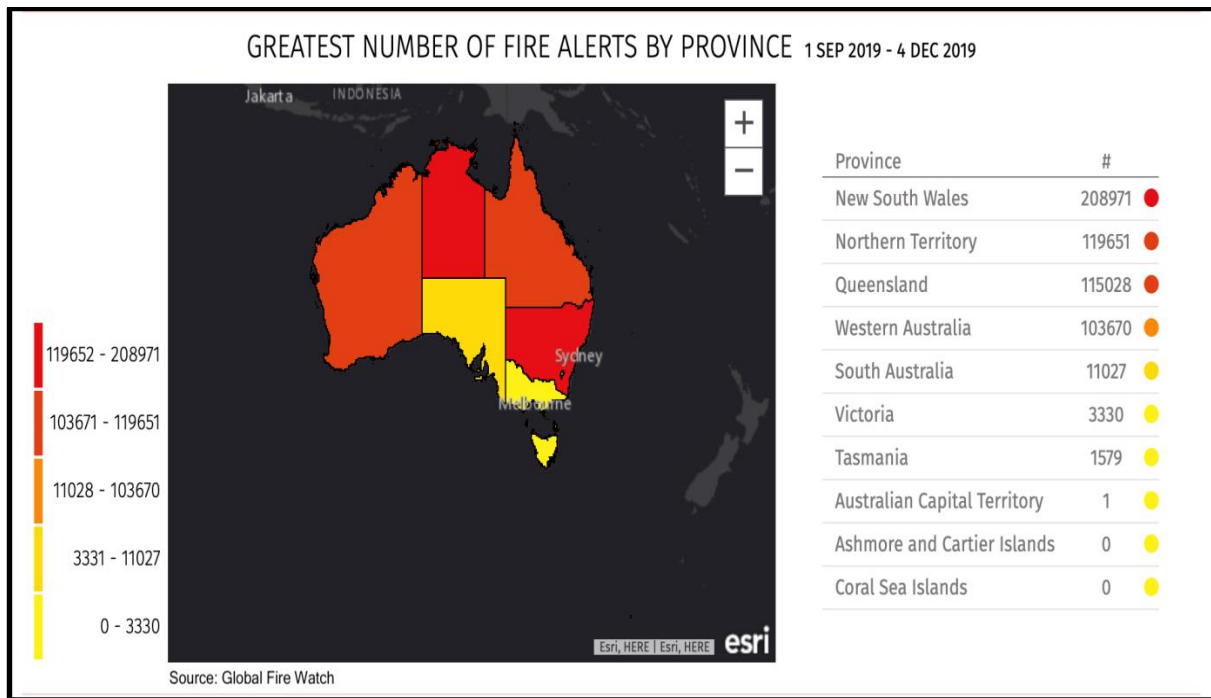 GREATEST NUMBER OF FIRE ALERTS BY PROVINCE 1 SEP 2019 - 4 DEC 2019
Jakarta
INDONESIA
+
−
Sydney
Melbourne
119652 - 208971
103671 - 119651
11028 - 103670
3331 - 11027
0 - 3330
Esri, HERE | Esri, HERE
esri
Province #
New South Wales 208971
Northern Territory 119651
Queensland 115028
Western Australia 103670
South Australia 11027
Victoria 3330
Tasmania 1579
Australian Capital Territory 1
Ashmore and Cartier Islands 0
Coral Sea Islands 0
Source: Global Fire Watch